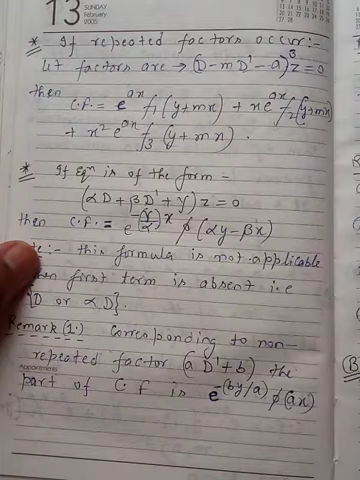 13 SUNDAY
February
2005
* If repeated factors occur:-
Let factors are → (D-mD'-a)³z=0
then
C.F. = e^{ax} f₁(y+mx) + xe^{ax} f₂(y+mx)
+ x² e^{ax} f₃(y+mx).
* If eqⁿ is of the form -
(αD+βD'+γ)z=0
then C.F. = e^{-(γ/α)x} ϕ(αy-βx)
:- this formula is not applicable
first term is absent i.e
{D or αD}.
Remark (1:) Corresponding to non-
repeated factor (aD'+b) the
Appointments
part of C.F is e^{-(by/a)} ϕ(ax)